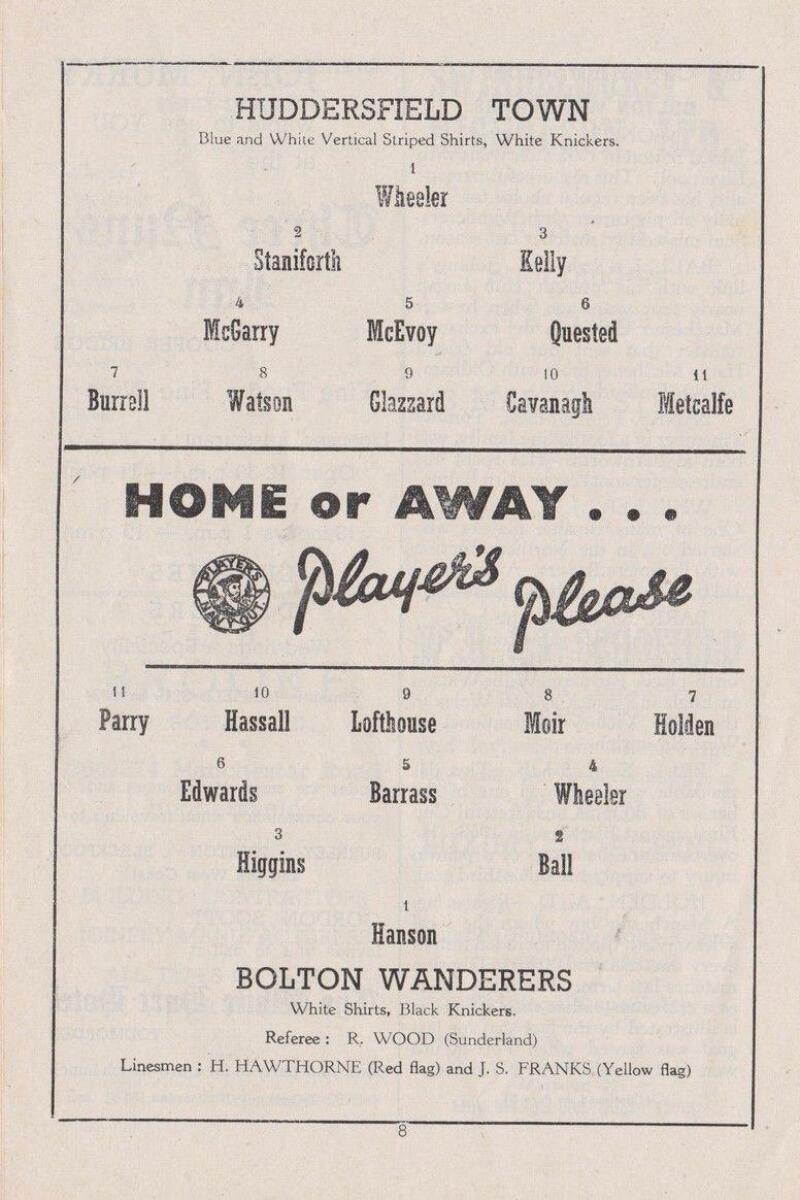 HUDDERSFIELD TOWN
Blue and White Vertical Striped Shirts, White Knickers.
1
Wheeler
2 3
Staniforth Kelly
4 5 6
McGarry McEvoy Quested
7 8 9 10 11
Burrell Watson Glazzard Cavanagh Metcalfe
HOME or AWAY . . .
PLAYER'S
NAVY CUT
Player's Please
11 10 9 8 7
Parry Hassall Lofthouse Moir Holden
6 5 4
Edwards Barrass Wheeler
3 2
Higgins Ball
1
Hanson
BOLTON WANDERERS
White Shirts, Black Knickers.
Referee : R. WOOD (Sunderland)
Linesmen : H. HAWTHORNE (Red flag) and J. S. FRANKS (Yellow flag)
8